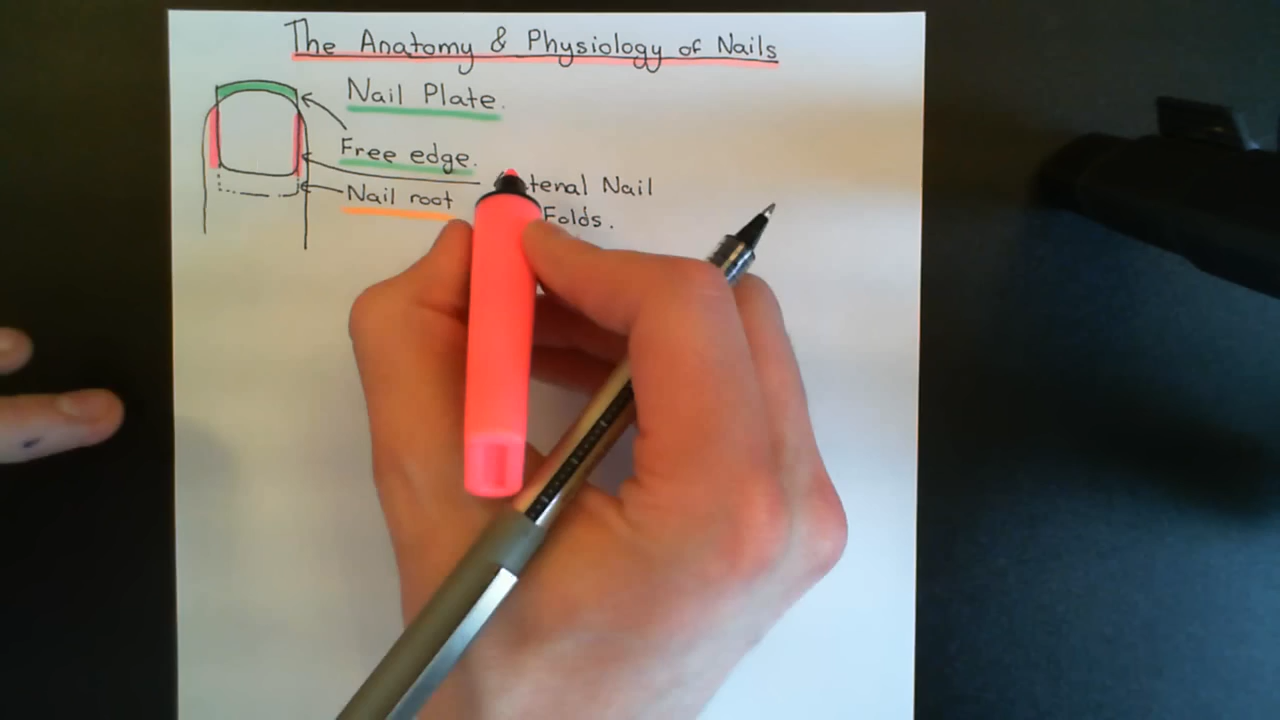 The Anatomy & Physiology of Nails
Nail Plate.
Free edge.
Nail root
Nail
Folds.